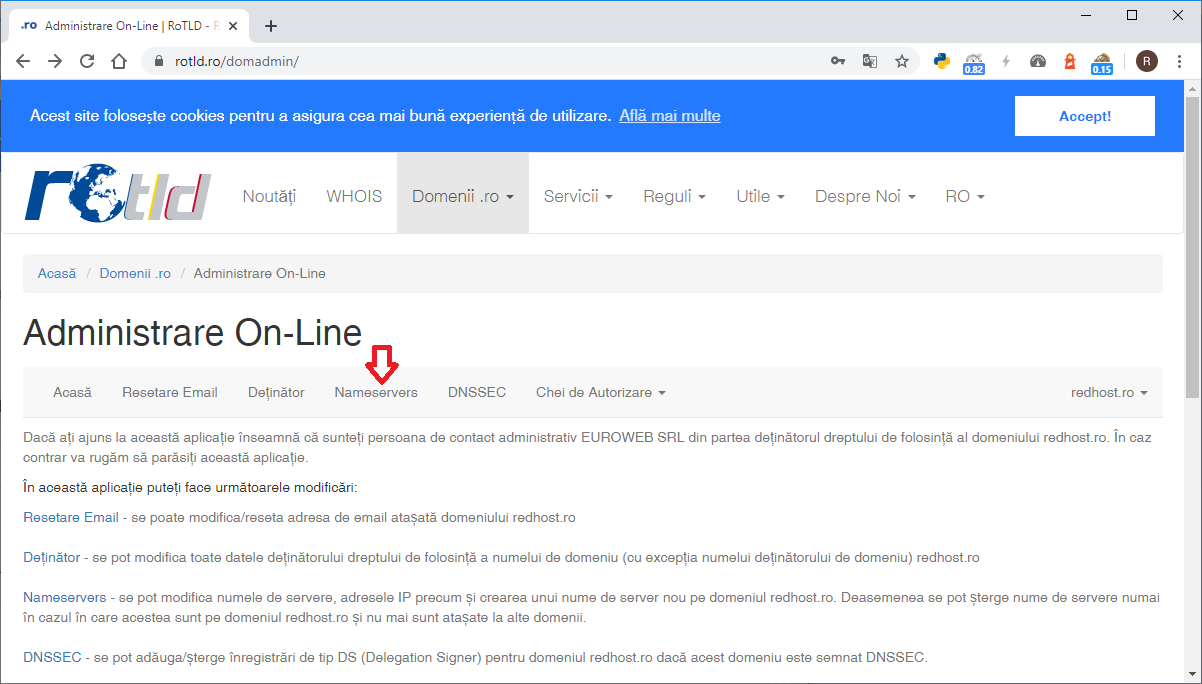 .ro Administrare On-Line | RoTLD -
rotld.ro/domadmin/
0.82
0.15
R
Acest site folosește cookies pentru a asigura cea mai bună experiență de utilizare. Află mai multe
Accept!
rotld
Noutăți WHOIS Domenii .ro Servicii Reguli Utile Despre Noi RO
Acasă / Domenii .ro / Administrare On-Line
Administrare On-Line
Acasă Resetare Email Deținător Nameservers DNSSEC Chei de Autorizare redhost.ro
Dacă ați ajuns la această aplicație înseamnă că sunteți persoana de contact administrativ EUROWEB SRL din partea deținătorul dreptului de folosință al domeniului redhost.ro. În caz
contrar va rugăm să parăsiți această aplicație.
În această aplicație puteți face următoarele modificări:
Resetare Email - se poate modifica/reseta adresa de email atașată domeniului redhost.ro
Deținător - se pot modifica toate datele deținătorului dreptului de folosință a numelui de domeniu (cu excepția numelui deținătorului de domeniu) redhost.ro
Nameservers - se pot modifica numele de servere, adresele IP precum și crearea unui nume de server nou pe domeniul redhost.ro. Deasemenea se pot șterge nume de servere numai
în cazul în care acestea sunt pe domeniul redhost.ro și nu mai sunt atașate la alte domenii.
DNSSEC - se pot adăuga/șterge înregistrări de tip DS (Delegation Signer) pentru domeniul redhost.ro dacă acest domeniu este semnat DNSSEC.